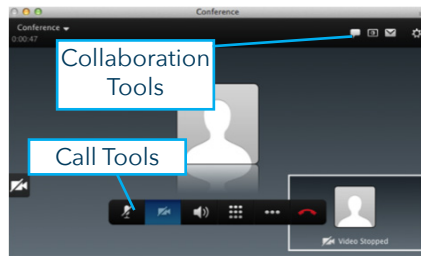 Conference
Conference
0:00:47
Collaboration
Tools
Call Tools
Video Stopped